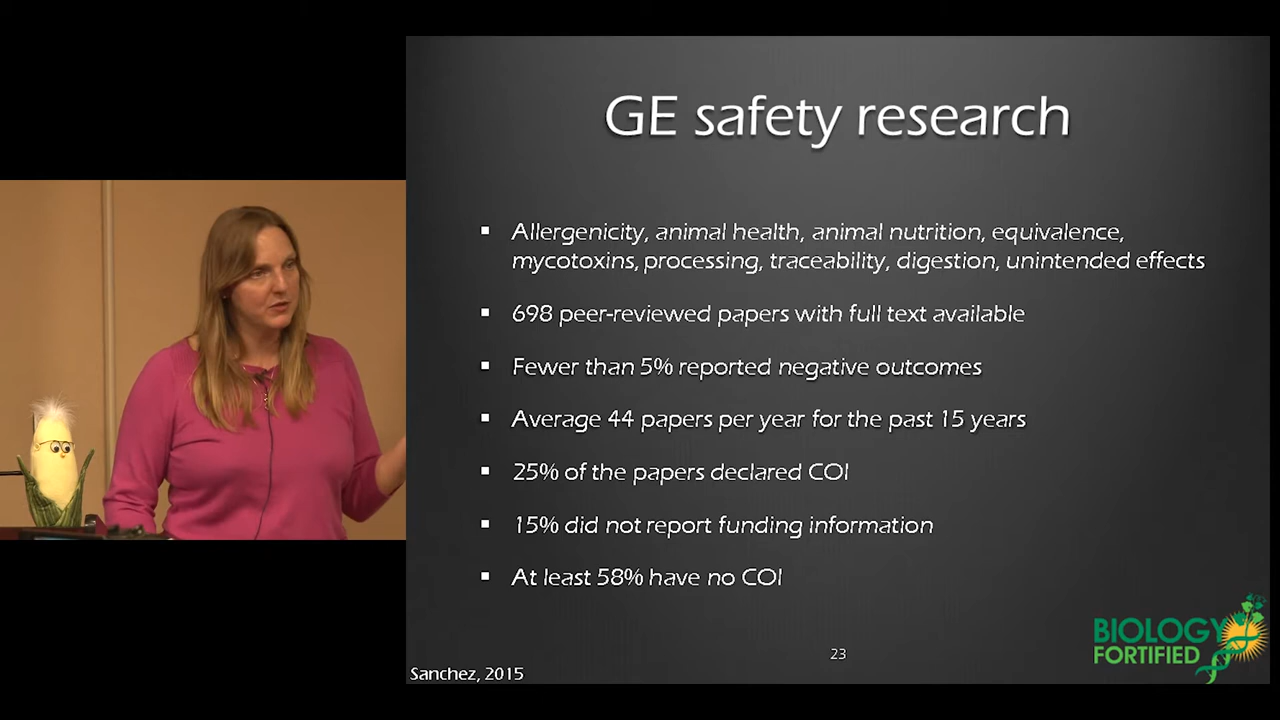 GE safety research
▪ Allergenicity, animal health, animal nutrition, equivalence,
mycotoxins, processing, traceability, digestion, unintended effects
▪ 698 peer-reviewed papers with full text available
▪ Fewer than 5% reported negative outcomes
▪ Average 44 papers per year for the past 15 years
▪ 25% of the papers declared COI
▪ 15% did not report funding information
▪ At least 58% have no COI
23
Sanchez, 2015
BIOLOGY
FORTIFIED